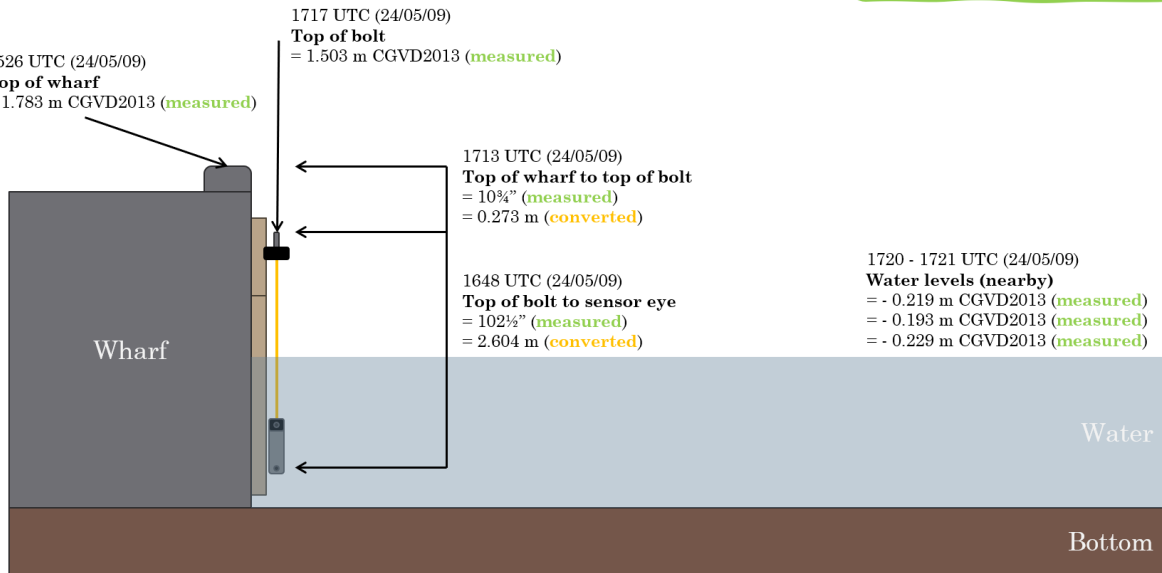 1717 UTC (24/05/09)
Top of bolt
= 1.503 m CGVD2013 (measured)
526 UTC (24/05/09)
op of wharf
1.783 m CGVD2013 (measured)
1713 UTC (24/05/09)
Top of wharf to top of bolt
= 10¾” (measured)
= 0.273 m (converted)
1648 UTC (24/05/09)
Top of bolt to sensor eye
= 102½” (measured)
= 2.604 m (converted)
1720 - 1721 UTC (24/05/09)
Water levels (nearby)
= - 0.219 m CGVD2013 (measured)
= - 0.193 m CGVD2013 (measured)
= - 0.229 m CGVD2013 (measured)
Wharf
Water
Bottom